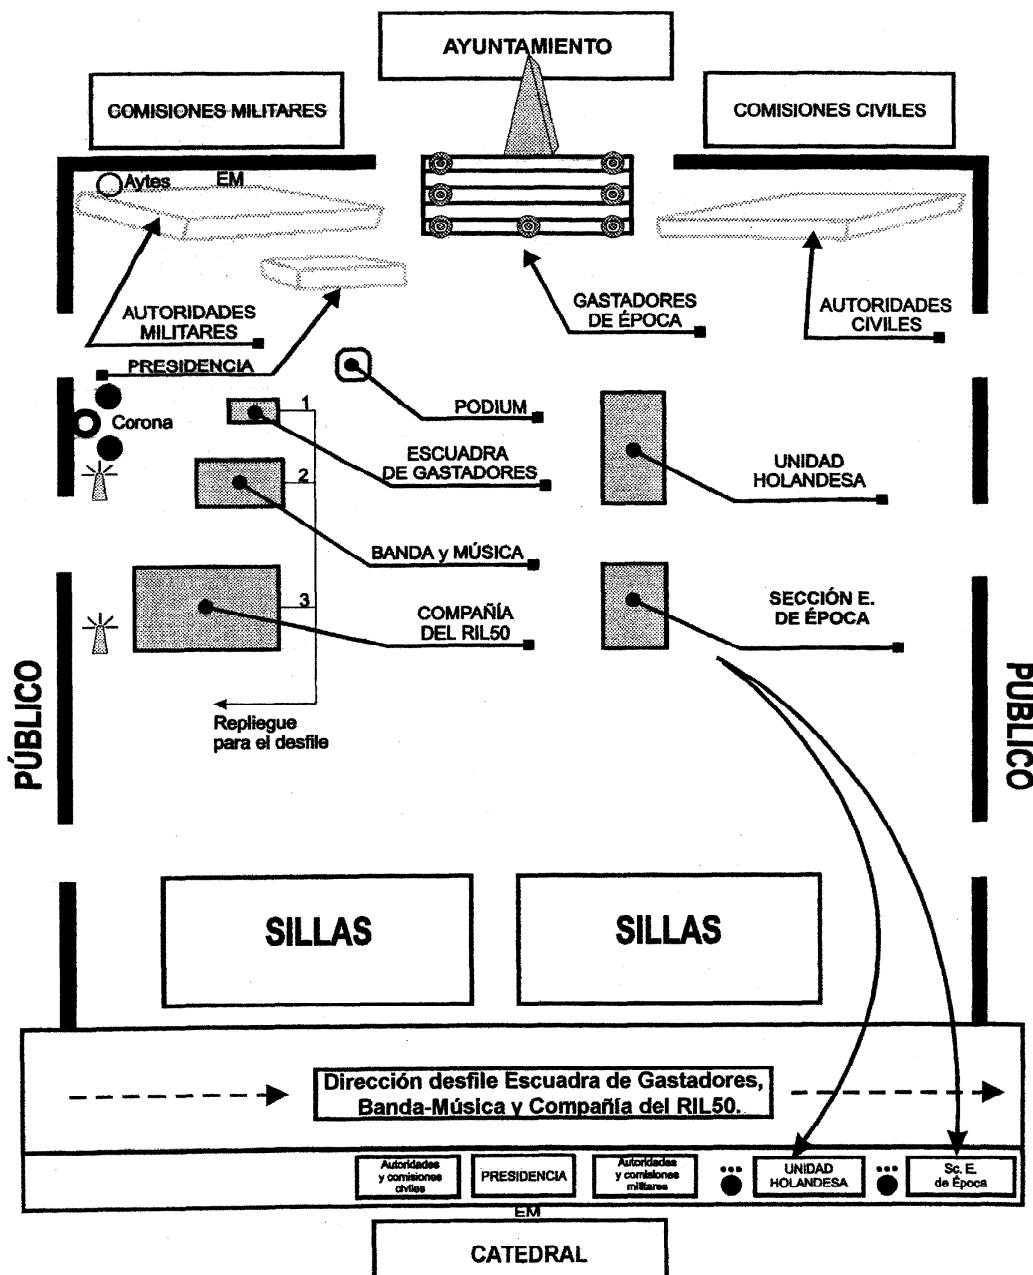 AYUNTAMIENTO
COMISIONES MILITARES
COMISIONES CIVILES
Aytes
EM
AUTORIDADES
MILITARES
GASTADORES
DE ÉPOCA
AUTORIDADES
CIVILES
PRESIDENCIA
PODIUM
Corona
1
ESCUADRA
DE GASTADORES
UNIDAD
HOLANDESA
2
BANDA y MÚSICA
3
COMPAÑÍA
DEL RIL50
SECCIÓN E.
DE ÉPOCA
PÚBLICO
PÚBLICO
Repliegue
para el desfile
SILLAS
SILLAS
Dirección desfile Escuadra de Gastadores,
Banda-Música y Compañía del RIL50.
Autoridades
y comisiones
civiles
PRESIDENCIA
Autoridades
y comisiones
militares
UNIDAD
HOLANDESA
Sc. E.
de Época
EM
CATEDRAL